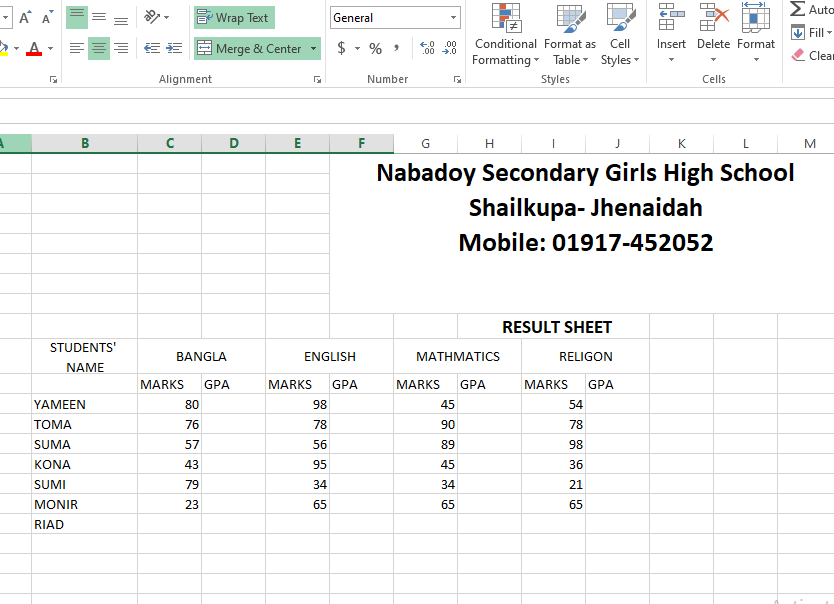 Wrap Text
General
Merge & Center
$ % ,
Conditional Formatting
Format as Table
Cell Styles
Insert
Delete
Format
Fill
Alignment
Number
Styles
Cells
B C D E F G H I J K L M
Nabadoy Secondary Girls High School
Shailkupa- Jhenaidah
Mobile: 01917-452052
RESULT SHEET
STUDENTS' NAME BANGLA ENGLISH MATHMATICS RELIGON
MARKS GPA MARKS GPA MARKS GPA MARKS GPA
YAMEEN 80 98 45 54
TOMA 76 78 90 78
SUMA 57 56 89 98
KONA 43 95 45 36
SUMI 79 34 34 21
MONIR 23 65 65 65
RIAD